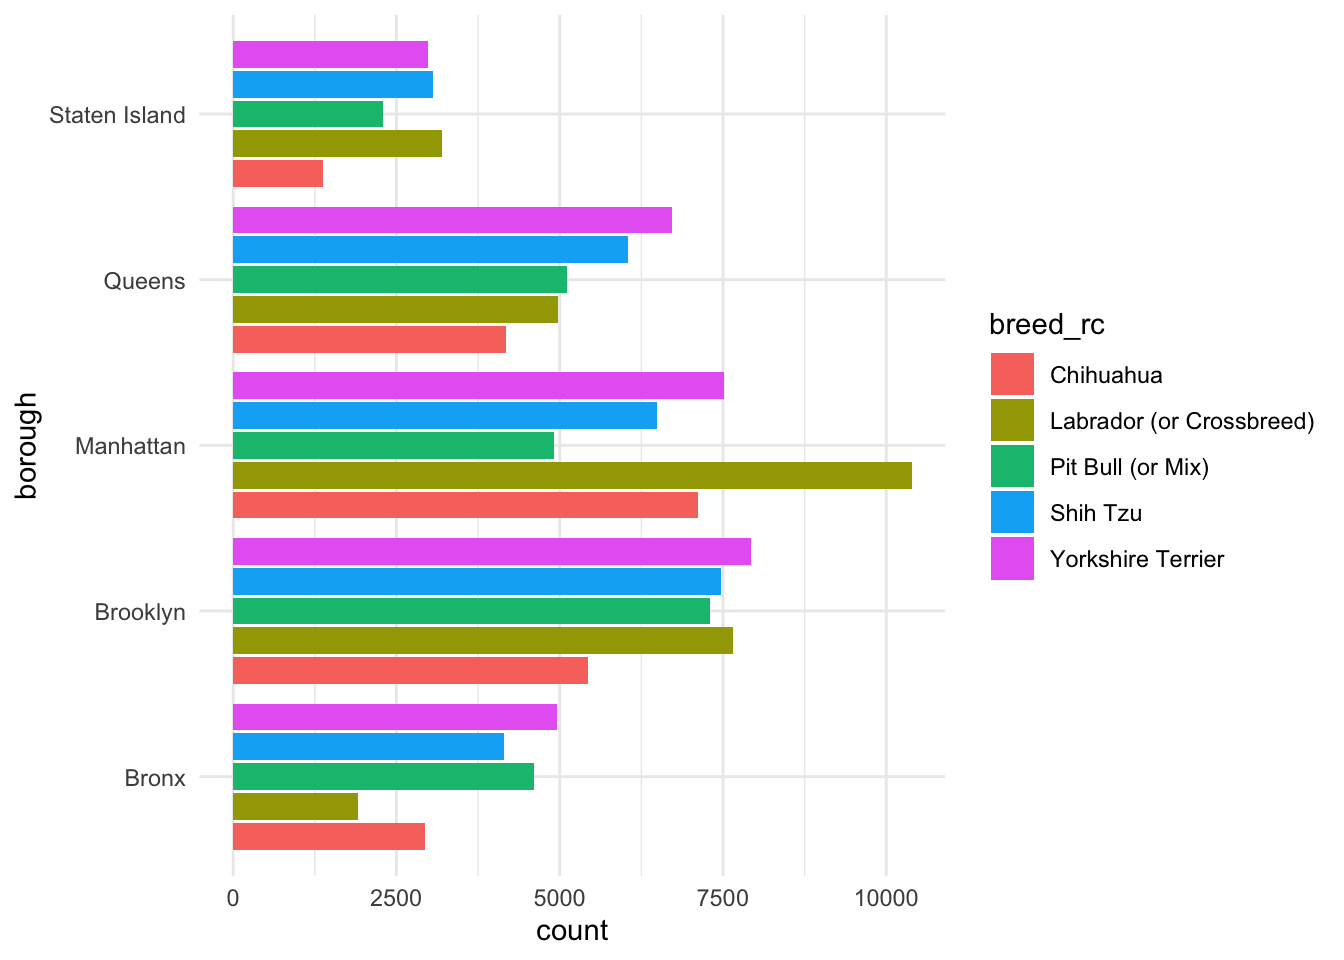 Staten Island
Queens
Manhattan
Brooklyn
Bronx
borough
0 2500 5000 7500 10000
count
breed_rc
Chihuahua
Labrador (or Crossbreed)
Pit Bull (or Mix)
Shih Tzu
Yorkshire Terrier